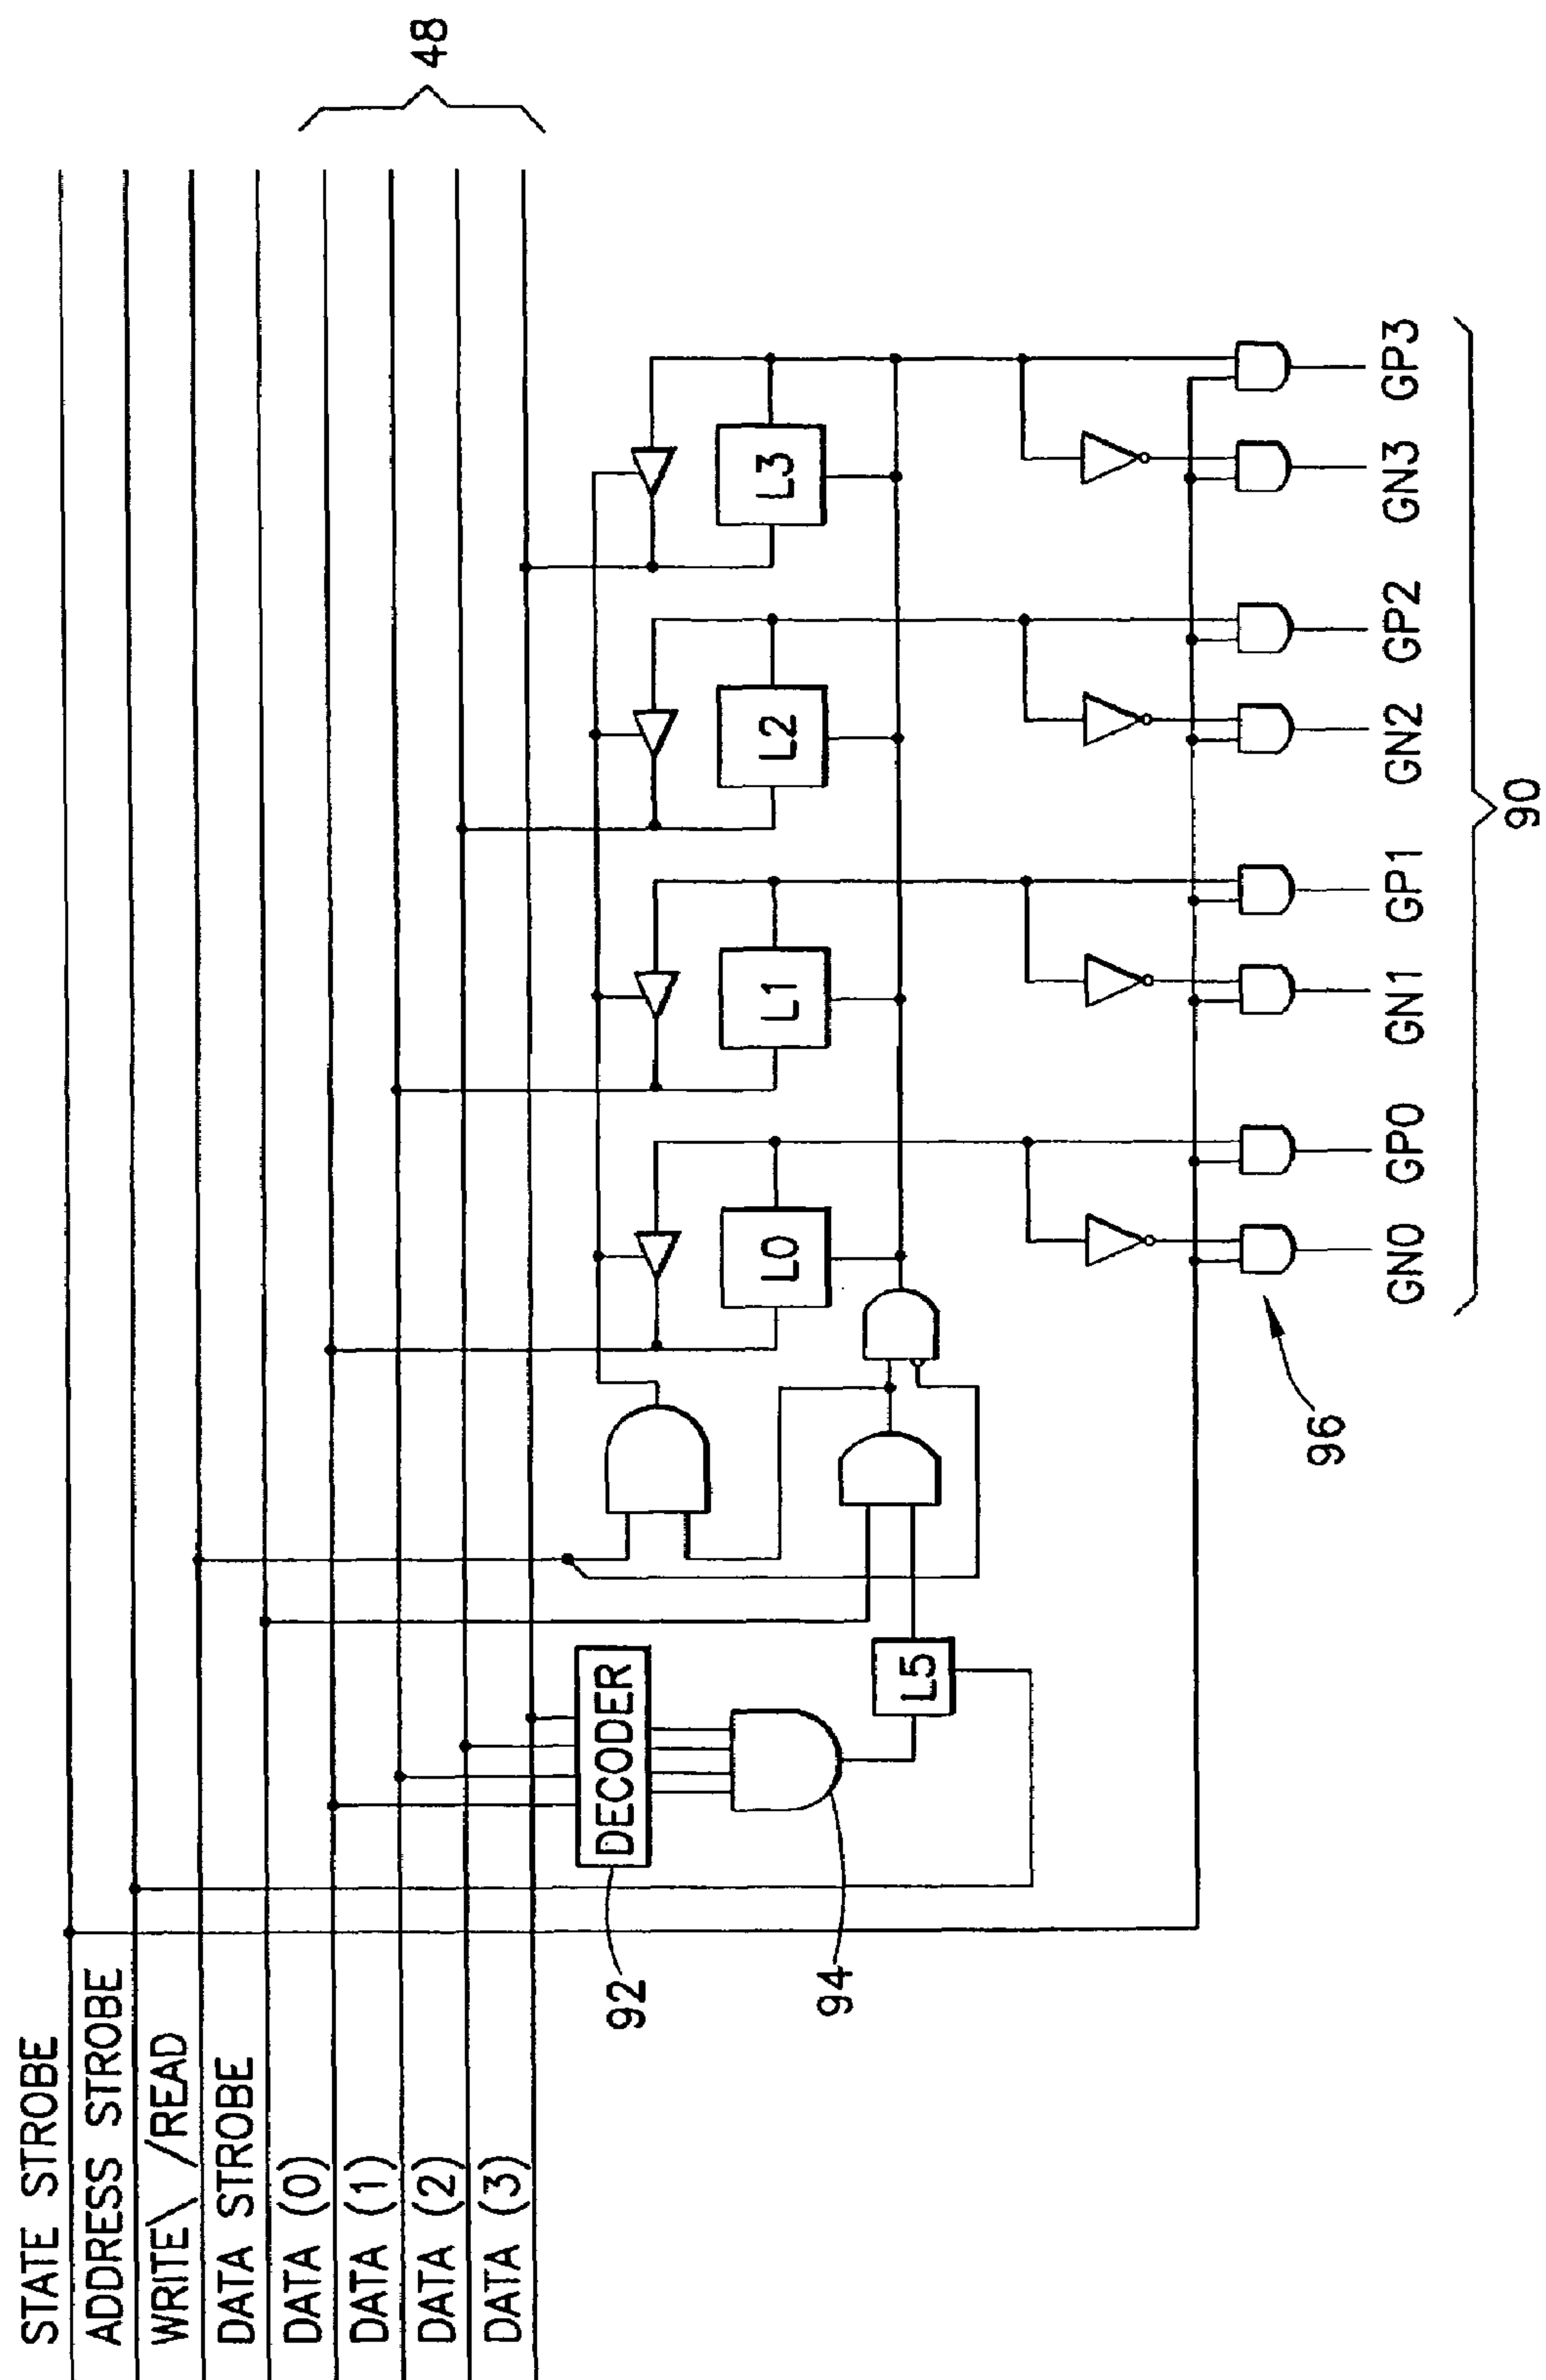 STATE STROBE
ADDRESS STROBE
WRITE\ /READ
DATA STROBE
DATA (0)
DATA (1)
DATA (2)
DATA (3)
48
DECODER
92
94
L5
L0
L1
L2
L3
96
GN0 GP0 GN1 GP1 GN2 GP2 GN3 GP3
90